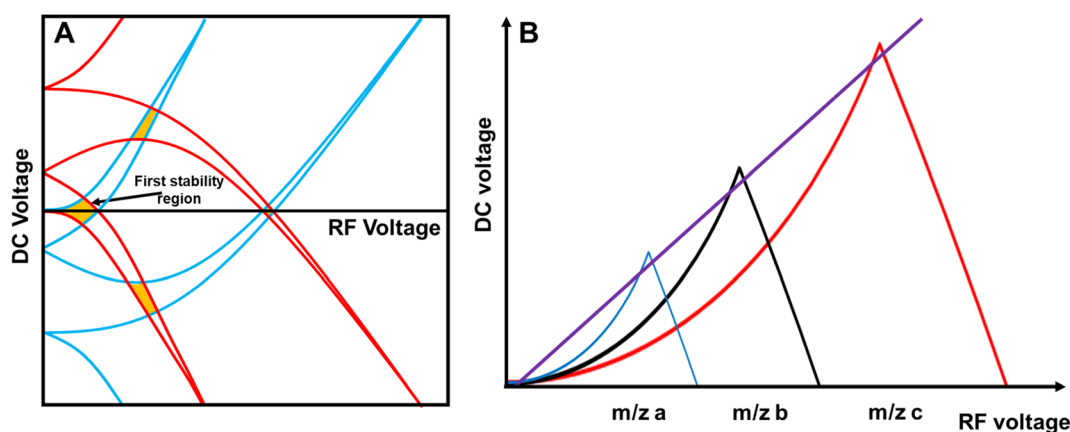 A
DC Voltage
First stability
region
RF Voltage
B
DC voltage
m/z a
m/z b
m/z c
RF voltage